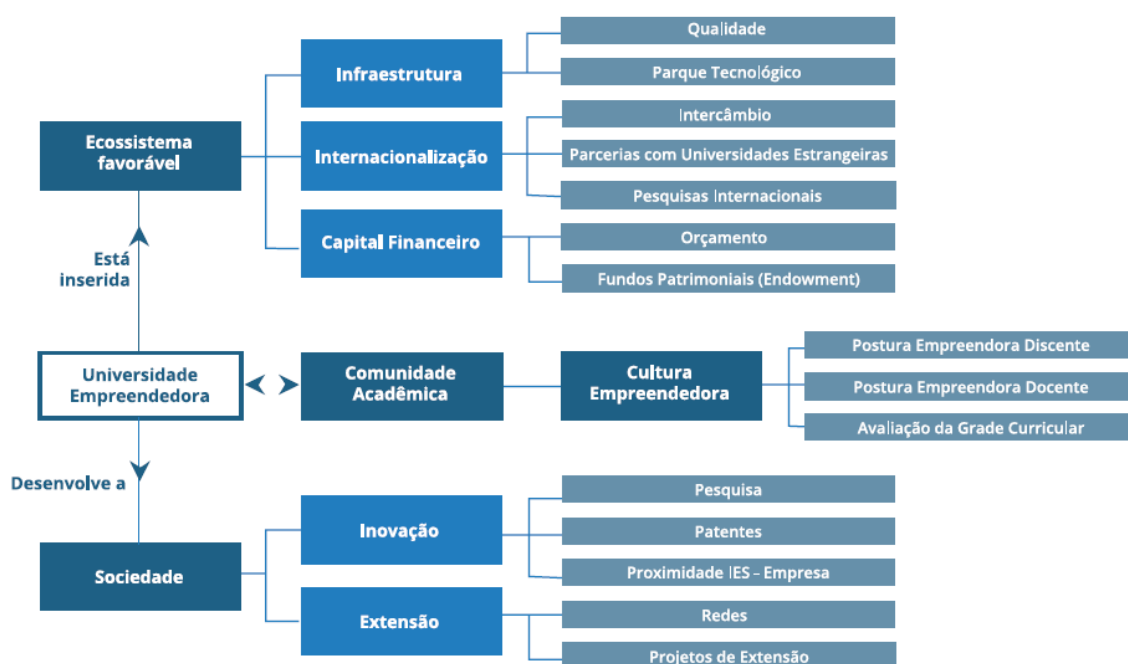 Qualidade
Infraestrutura
Parque Tecnológico
Ecossistema
favorável
Intercâmbio
Internacionalização
Parcerias com Universidades Estrangeiras
Pesquisas Internacionais
Capital Financeiro
Orçamento
Fundos Patrimoniais (Endowment)
Está
inserida
Universidade
Empreendedora
Comunidade
Acadêmica
Cultura
Empreendedora
Postura Empreendora Discente
Postura Empreendora Docente
Avaliação da Grade Curricular
Desenvolve a
Sociedade
Inovação
Pesquisa
Patentes
Proximidade IES - Empresa
Extensão
Redes
Projetos de Extensão